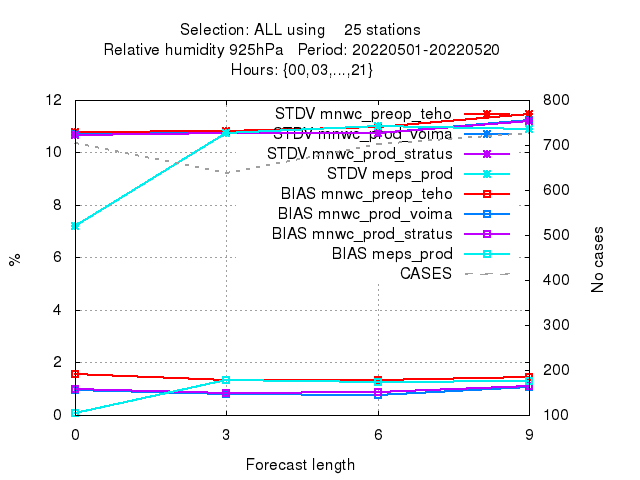 Selection: ALL using 25 stations
Relative humidity 925hPa Period: 20220501-20220520
Hours: {00,03,...,21}
STDV mnwc_preop_teho
STDV mnwc_prod_voima
STDV mnwc_prod_stratus
STDV meps_prod
BIAS mnwc_preop_teho
BIAS mnwc_prod_voima
BIAS mnwc_prod_stratus
BIAS meps_prod
CASES
12
10
8
6
4
2
0
%
800
700
600
500
400
300
200
100
No cases
0 3 6 9
Forecast length